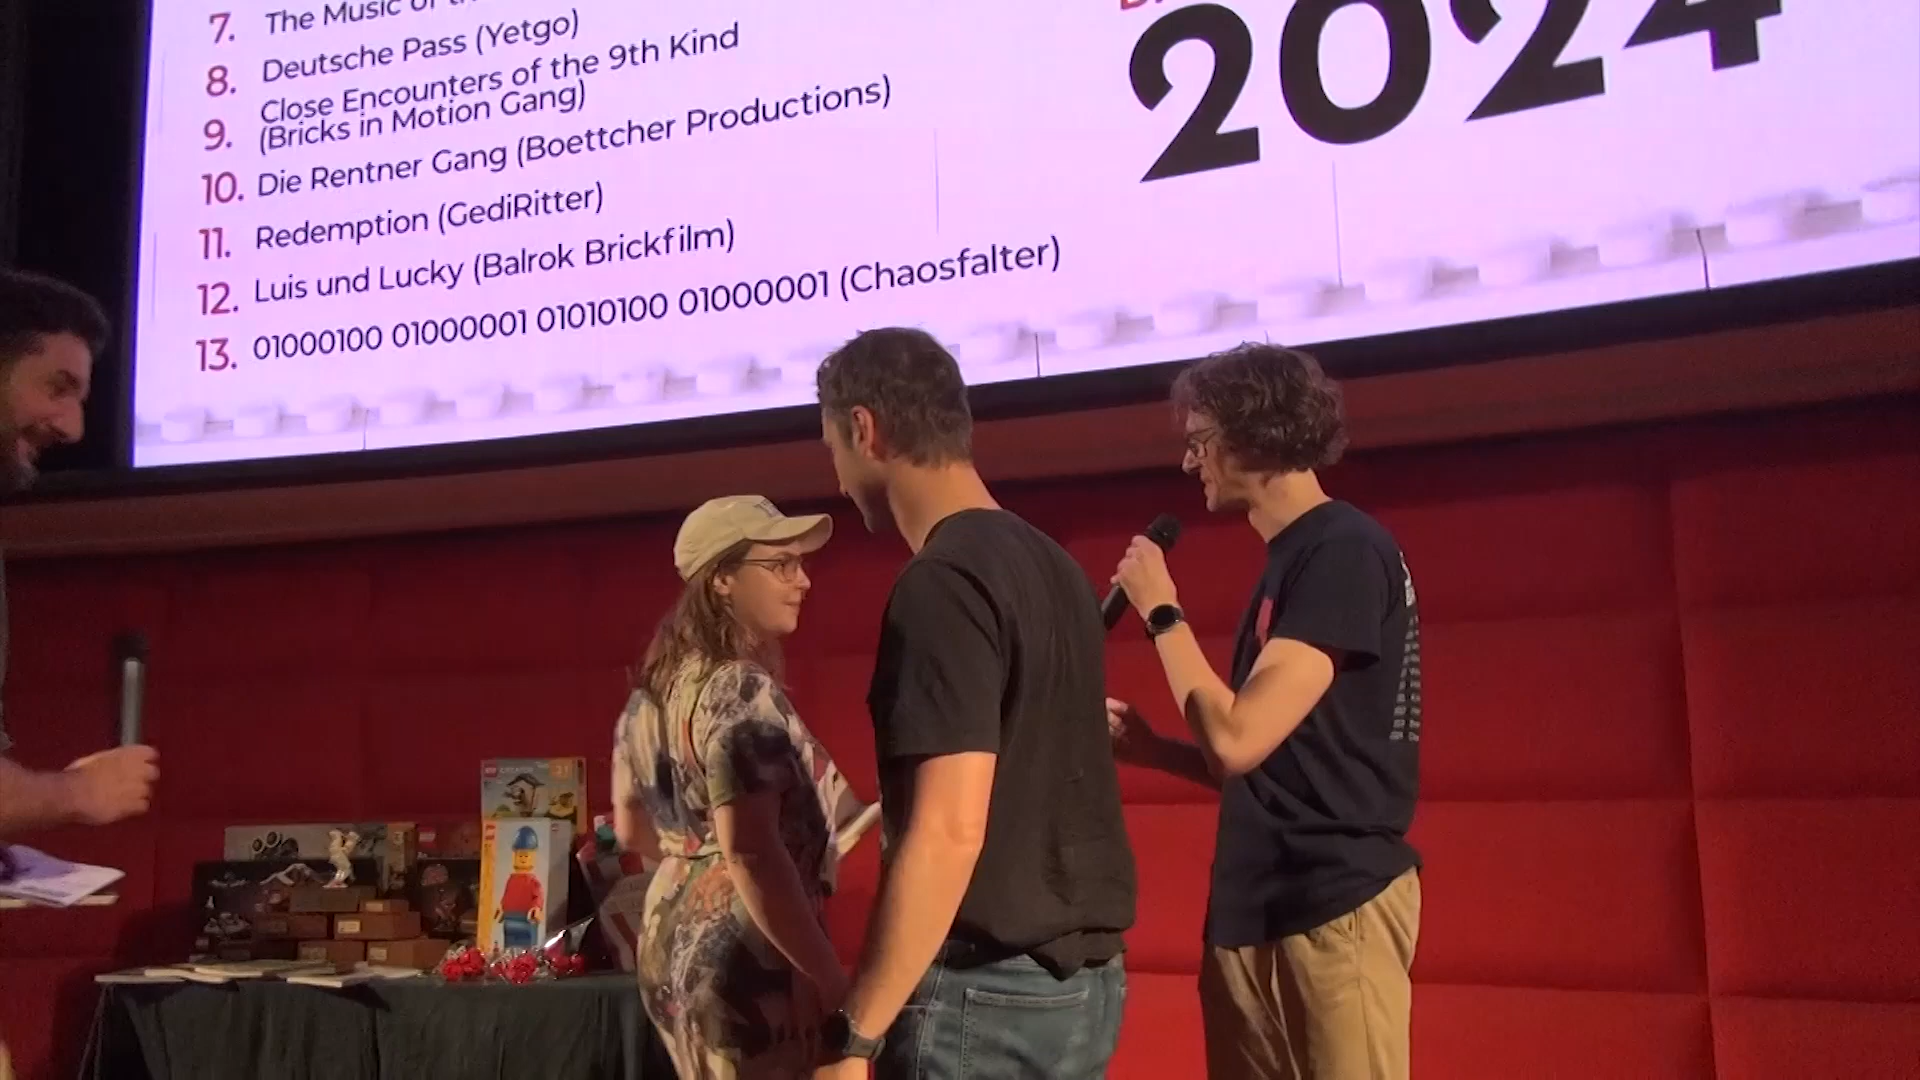 7. The Music of
8. Deutsche Pass (Yetgo)
9. Close Encounters of the 9th Kind
(Bricks in Motion Gang)
10. Die Rentner Gang (Boettcher Productions)
11. Redemption (GediRitter)
12. Luis und Lucky (Balrok Brickfilm)
13. 01000100 01000001 01010100 01000001 (Chaosfalter)
2024